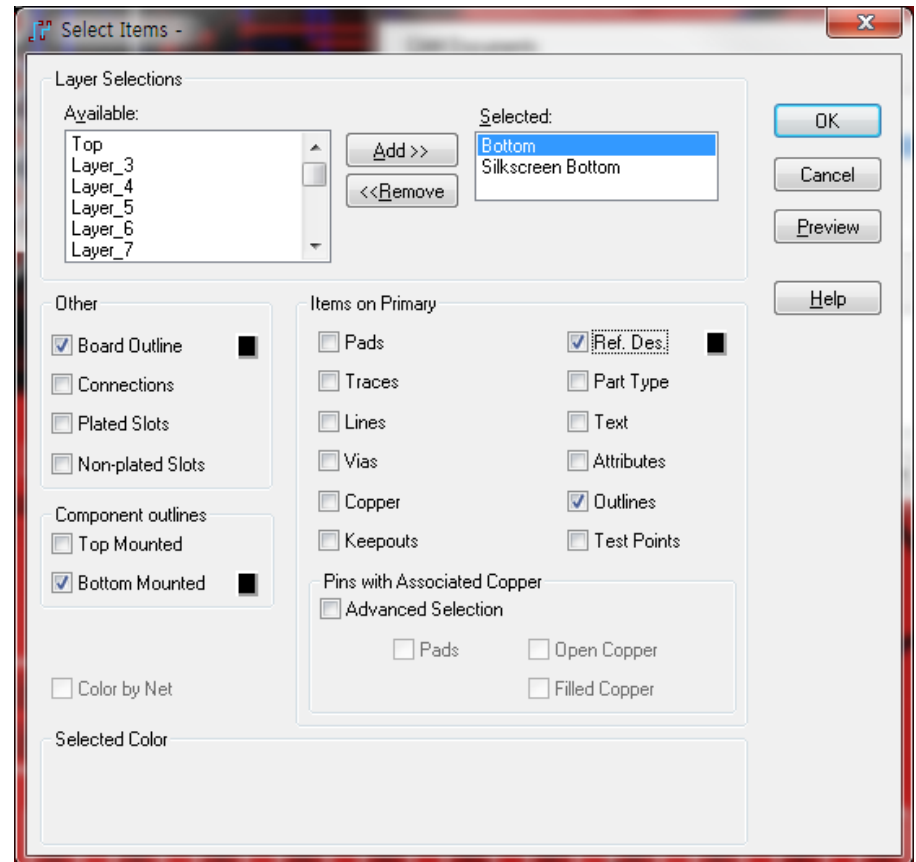 Select Items -
Layer Selections
Available:
Top
Layer_3
Layer_4
Layer_5
Layer_6
Layer_7
Add >>
<<Remove
Selected:
Bottom
Silkscreen Bottom
OK
Cancel
Preview
Help
Other
Board Outline
Connections
Plated Slots
Non-plated Slots
Component outlines
Top Mounted
Bottom Mounted
Color by Net
Items on Primary
Pads
Ref. Des.
Traces
Part Type
Lines
Text
Vias
Attributes
Copper
Outlines
Keepouts
Test Points
Pins with Associated Copper
Advanced Selection
Pads
Open Copper
Filled Copper
Selected Color